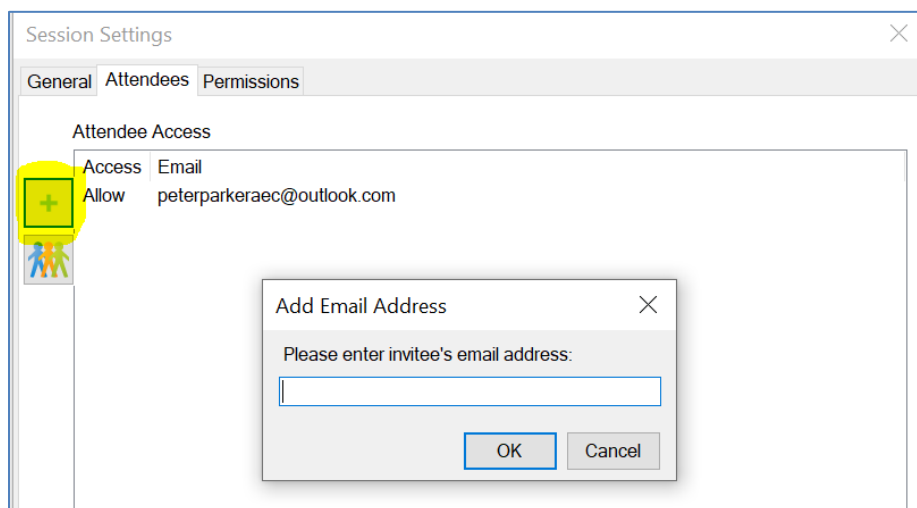 Session Settings
General Attendees Permissions
Attendee Access
Access Email
Allow peterparkeraec@outlook.com
Add Email Address
Please enter invitee's email address:
OK Cancel